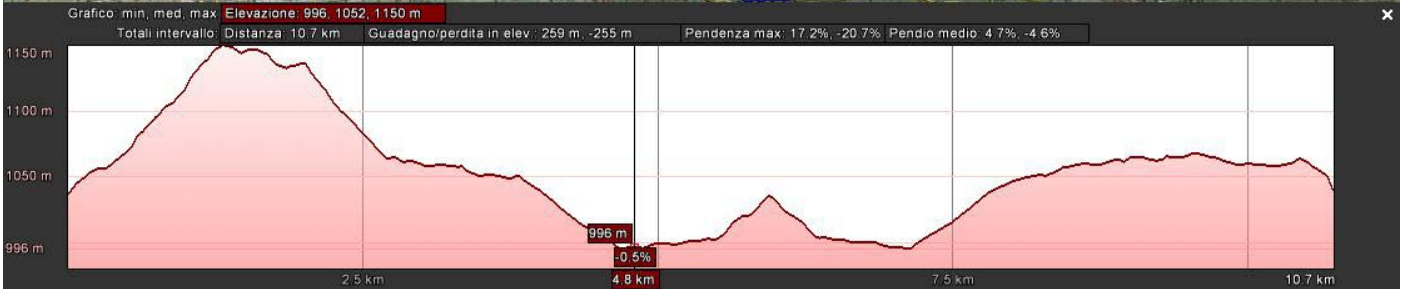 Grafico: min, med, max Elevazione: 996, 1052, 1150 m
Totali intervallo: Distanza: 10.7 km Guadagno/perdita in elev.: 259 m, -255 m Pendenza max: 17.2%, -20.7% Pendio medio: 4.7%, -4.6%
1150 m
1100 m
1050 m
996 m
996 m
-0.5%
2.5 km 4.8 km 7.5 km 10.7 km